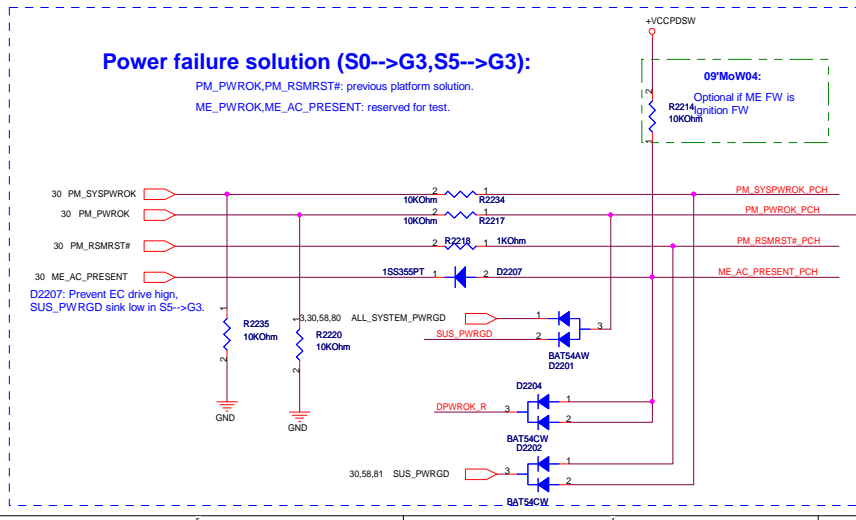 +VCCPDSW
Power failure solution (S0-->G3,S5-->G3):
PM_PWROK,PM_RSMRST#: previous platform solution.
ME_PWROK,ME_AC_PRESENT: reserved for test.
09'MoW04:
Optional if ME FW is
Ignition FW
2
R2214
10KOhm
1
30 PM_SYSPWROK
2
1
10KOhm
R2234
PM_SYSPWROK_PCH
30 PM_PWROK
2
1
10KOhm
R2217
PM_PWROK_PCH
30 PM_RSMRST#
2
R2218
1
1KOhm
PM_RSMRST#_PCH
30 ME_AC_PRESENT
1SS355PT
1
2
D2207
ME_AC_PRESENT_PCH
D2207: Prevent EC drive hign,
SUS_PWRGD sink low in S5-->G3.
1
R2235
10KOhm
2
GND
1
R2220
10KOhm
2
GND
3,30,58,80 ALL_SYSTEM_PWRGD
1
SUS_PWRGD
2
3
BAT54AW
D2201
D2204
DPWROK_R
3
1
2
BAT54CW
D2202
30,58,81 SUS_PWRGD
3
1
2
BAT54CW